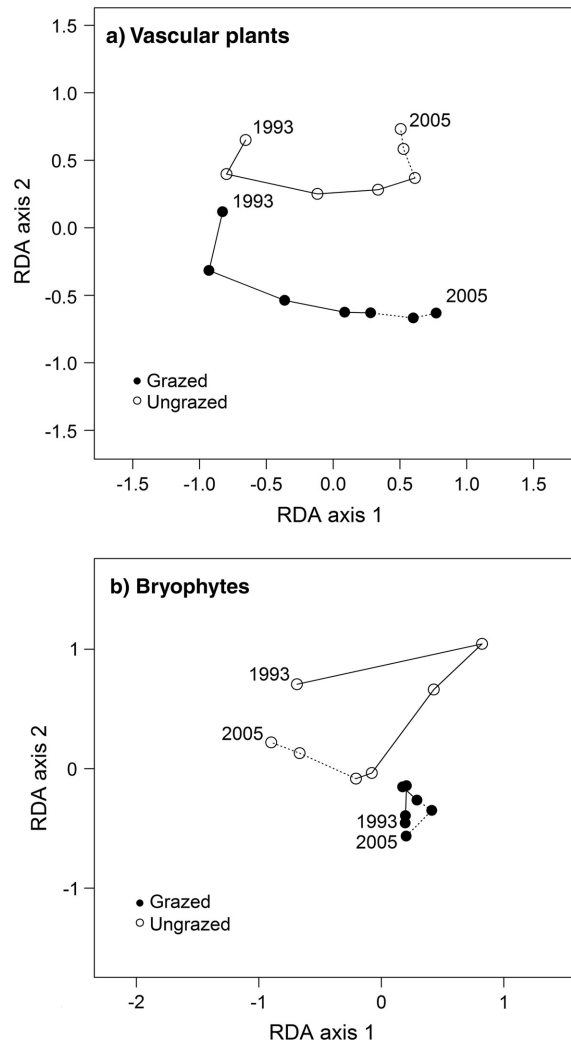 a) Vascular plants
1.5
1.0
0.5
0.0
-0.5
-1.0
-1.5
RDA axis 2
1993
2005
1993
2005
Grazed
Ungrazed
-1.5 -1.0 -0.5 0.0 0.5 1.0 1.5
RDA axis 1
b) Bryophytes
1
0
-1
RDA axis 2
1993
2005
1993
2005
Grazed
Ungrazed
-2 -1 0 1
RDA axis 1